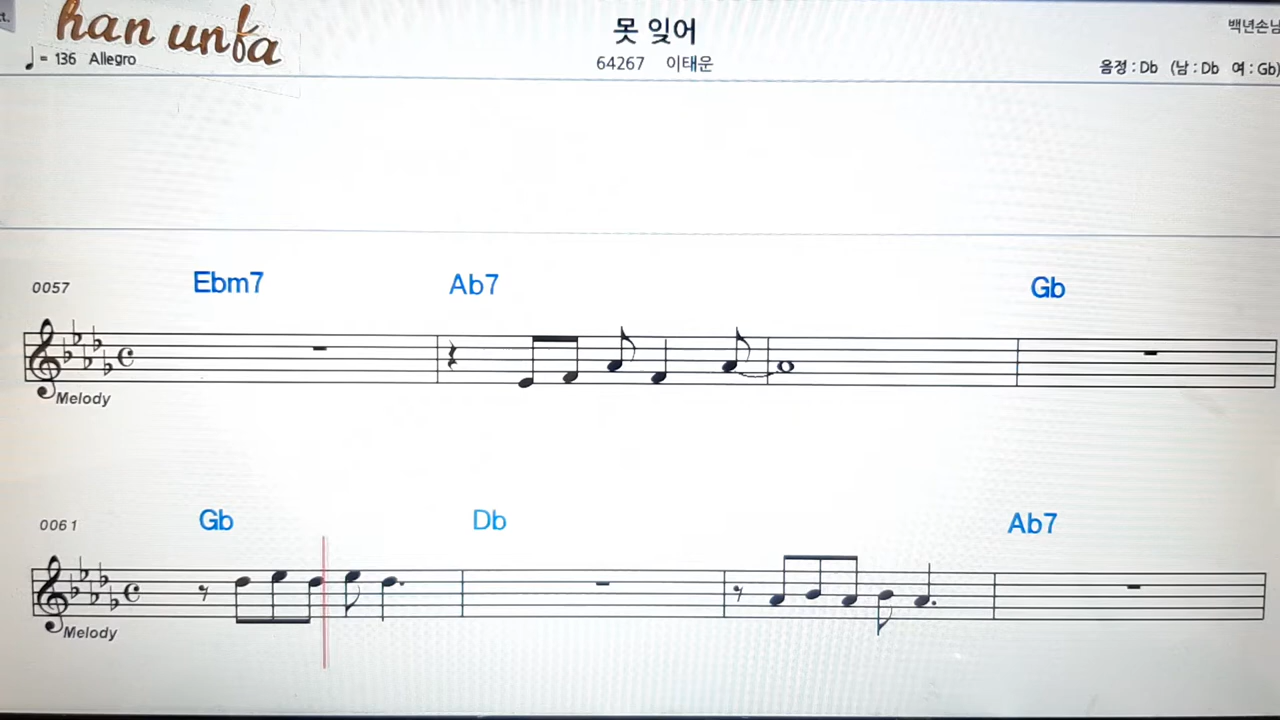 ct.
han unfa
못 잊어
백년손님
♩ = 136 Allegro
64267 이태운
음정 : Db (남 : Db 여 : Gb)
0057
Ebm7 Ab7 Gb
Melody
0061
Gb Db Ab7
Melody